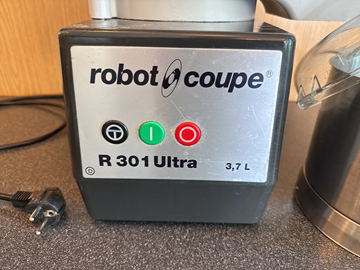 robot coupe®
R 301 Ultra 3,7 L
D